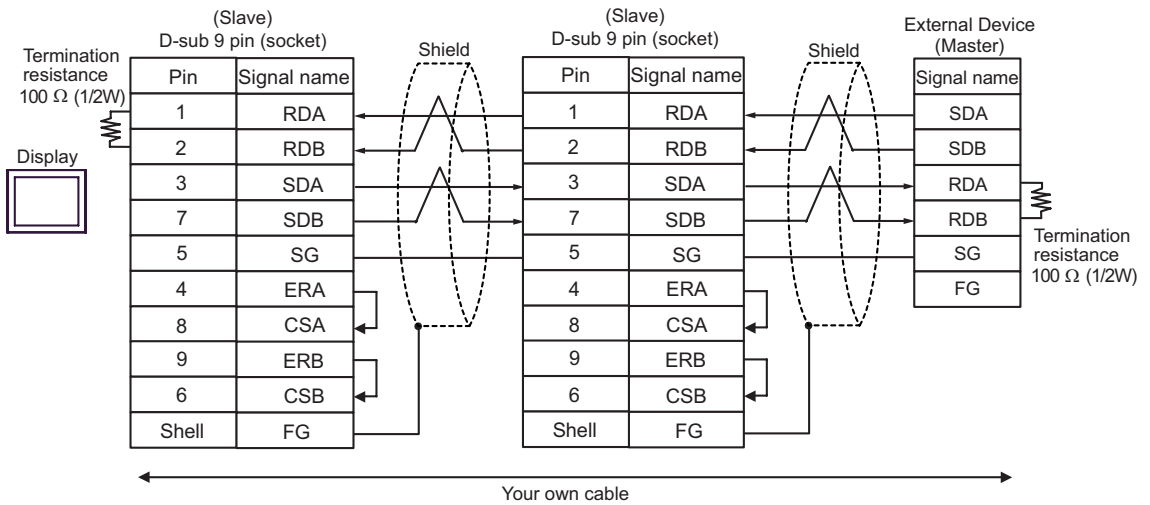 (Slave)
D-sub 9 pin (socket)
Termination
resistance
100 Ω (1/2W)
Display
Pin Signal name
1 RDA
2 RDB
3 SDA
7 SDB
5 SG
4 ERA
8 CSA
9 ERB
6 CSB
Shell FG
Shield
(Slave)
D-sub 9 pin (socket)
Pin Signal name
1 RDA
2 RDB
3 SDA
7 SDB
5 SG
4 ERA
8 CSA
9 ERB
6 CSB
Shell FG
Shield
External Device
(Master)
Signal name
SDA
SDB
RDA
RDB
SG
FG
Termination
resistance
100 Ω (1/2W)
Your own cable